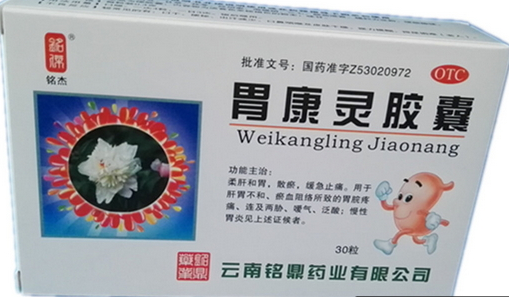 批准文号：国药准字Z53020972
OTC
铭杰
胃康灵胶囊
Weikangling Jiaonang
功能主治：
柔肝和胃，散瘀，缓急止痛。用于
肝胃不和、瘀血阻络所致的胃脘疼
痛、连及两胁、嗳气、泛酸；慢性
胃炎见上述证候者。
30粒
云南铭鼎药业有限公司